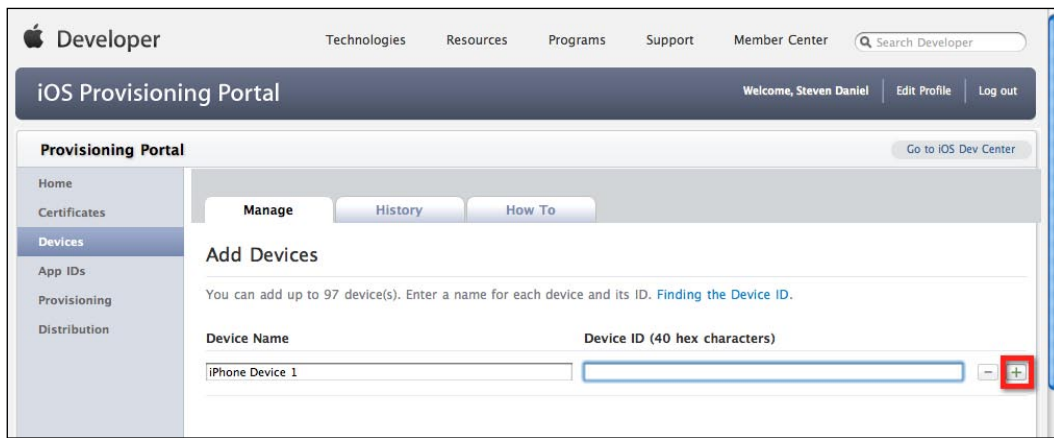 Developer
Technologies Resources Programs Support Member Center Search Developer
iOS Provisioning Portal
Welcome, Steven Daniel Edit Profile Log out
Provisioning Portal
Go to iOS Dev Center
Home
Certificates
Devices
App IDs
Provisioning
Distribution
Manage History How To
Add Devices
You can add up to 97 device(s). Enter a name for each device and its ID. Finding the Device ID.
Device Name Device ID (40 hex characters)
iPhone Device 1